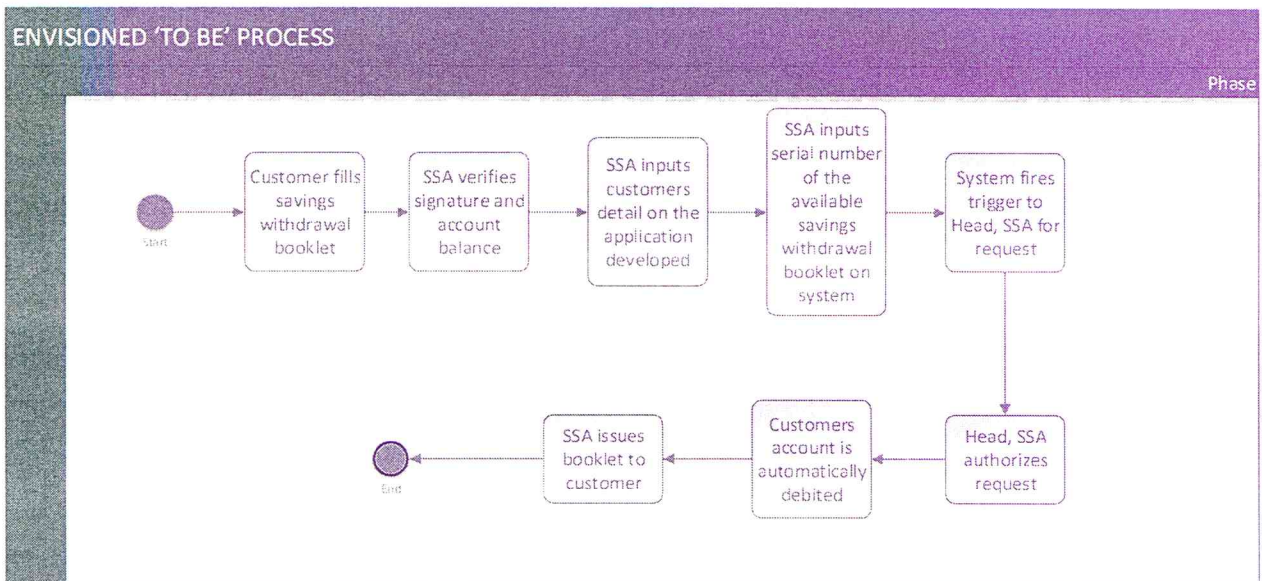 ENVISIONED ‘TO BE’ PROCESS
Phase
Start
Customer fills
savings
withdrawal
booklet
SSA verifies
signature and
account
balance
SSA inputs
customers
detail on the
application
developed
SSA inputs
serial number
of the
available
savings
withdrawal
booklet on
system
System fires
trigger to
Head, SSA for
request
Head, SSA
authorizes
request
Customers
account is
automatically
debited
SSA issues
booklet to
customer
End